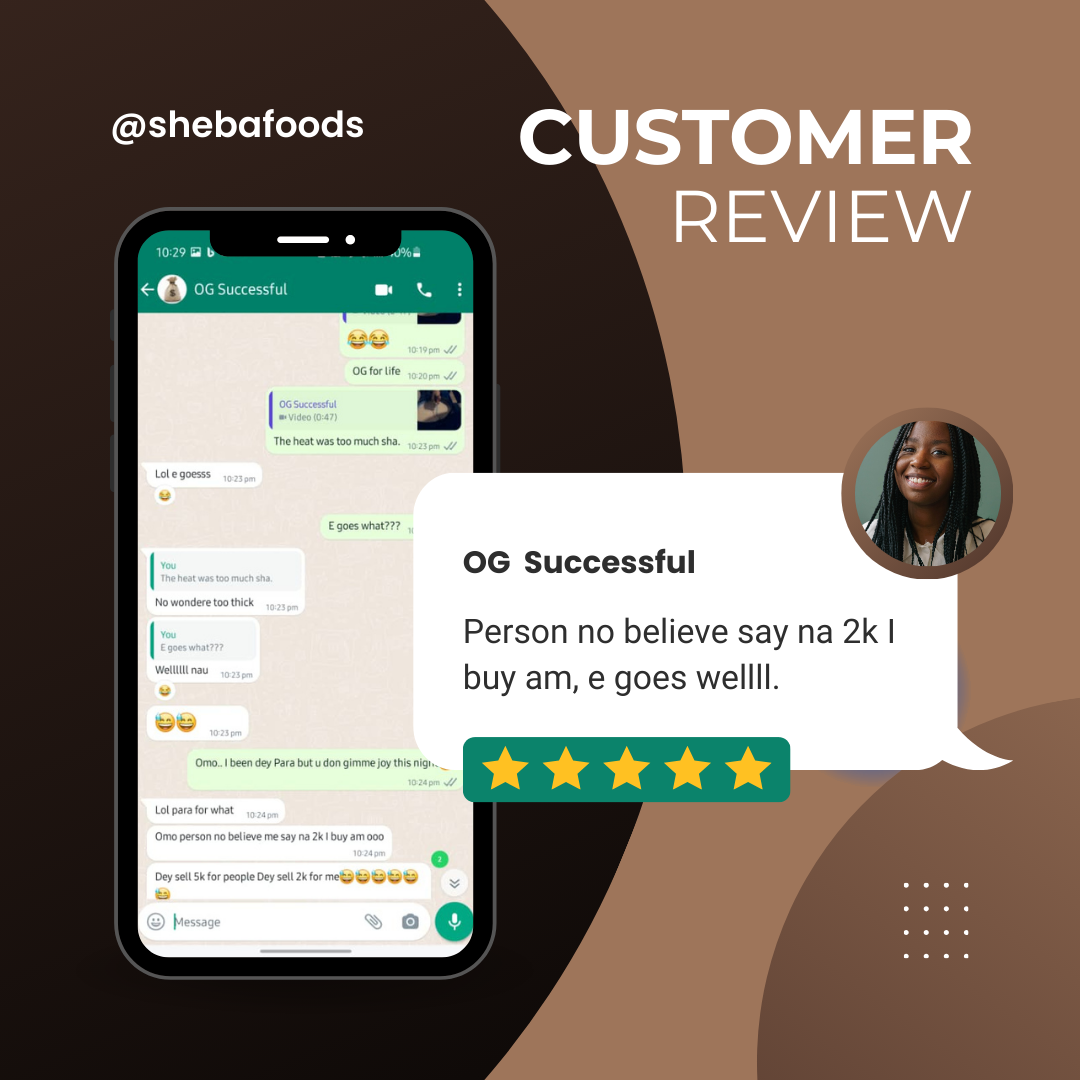 @shebafoods
CUSTOMER
REVIEW
10:29
OG Successful
10:19 pm
OG for life 10:20 pm
OG Successful
Video (0:47)
The heat was too much sha. 10:23 pm
Lol e goesss 10:23 pm
E goes what???
You
The heat was too much sha.
No wondere too thick 10:23 pm
You
E goes what???
Wellllll nau 10:23 pm
10:23 pm
Omo.. I been dey Para but u don gimme joy this
10:24 pm
Lol para for what 10:24 pm
Omo person no believe me say na 2k I buy am ooo
10:24 pm
2
Dey sell 5k for people Dey sell 2k for me😅😅😅😅😅
😅
Message
OG Successful
Person no believe say na 2k I
buy am, e goes wellll.